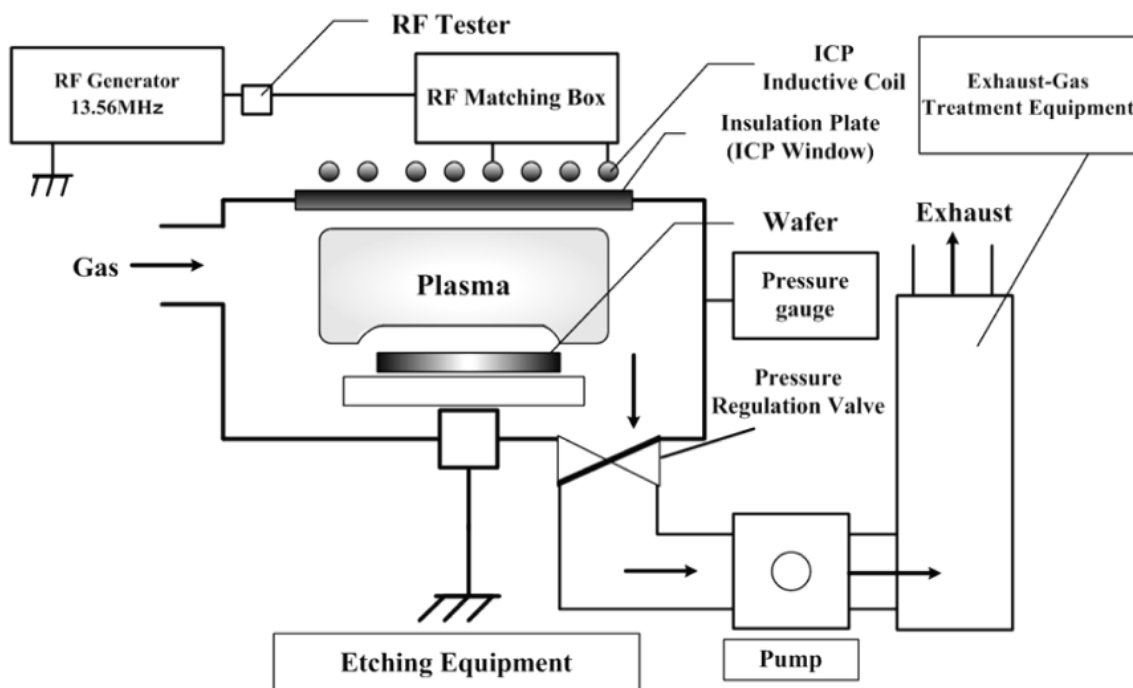 RF Tester
RF Generator
13.56MHz
RF Matching Box
ICP
Inductive Coil
Insulation Plate
(ICP Window)
Exhaust-Gas
Treatment Equipment
Wafer
Exhaust
Gas
Plasma
Pressure
gauge
Pressure
Regulation Valve
Etching Equipment
Pump